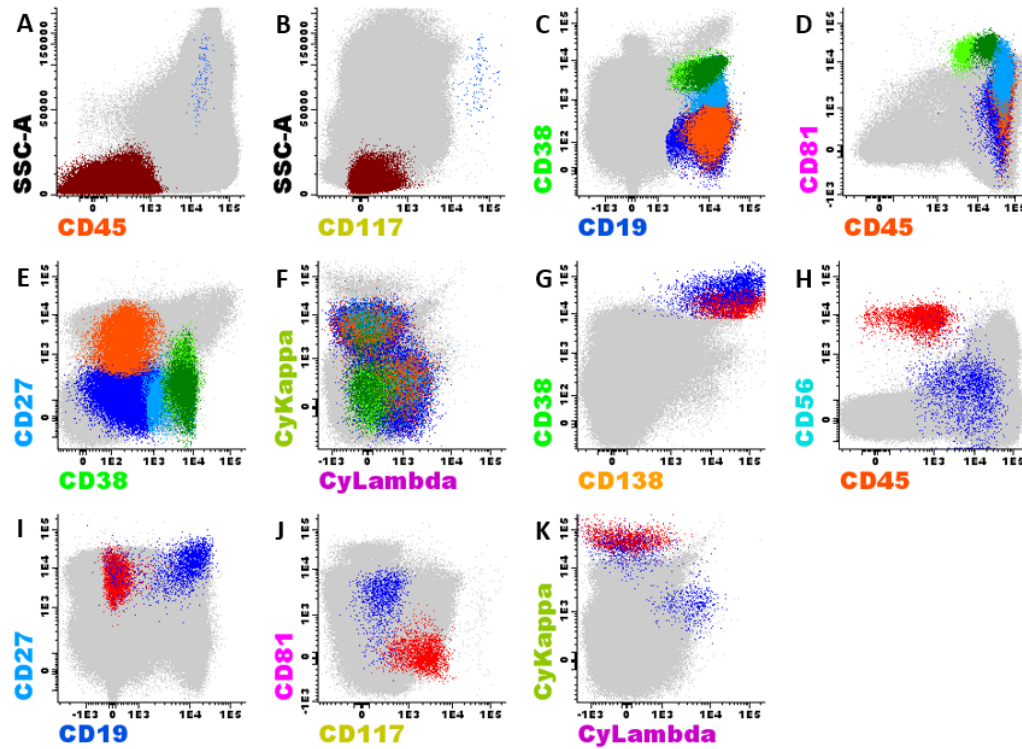 A
150000
50000
0
SSC-A
0 1E3 1E4 1E5
CD45
B
150000
50000
0
SSC-A
0 1E3 1E4 1E5
CD117
C
1E5
1E4
1E3
1E2
0
CD38
-1E3 0 1E3 1E4 1E5
CD19
D
1E5
1E4
1E3
0
-1E3
CD81
0 1E3 1E4 1E5
CD45
E
1E5
1E4
1E3
0
CD27
0 1E2 1E3 1E4 1E5
CD38
F
1E5
1E4
1E3
0
CyKappa
-1E3 0 1E3 1E4 1E5
CyLambda
G
1E5
1E4
1E3
1E2
0
CD38
0 1E3 1E4 1E5
CD138
H
1E5
1E4
1E3
0
CD56
0 1E3 1E4 1E5
CD45
I
1E5
1E4
1E3
0
CD27
-1E3 0 1E3 1E4 1E5
CD19
J
1E5
1E4
1E3
0
-1E3
CD81
0 1E3 1E4 1E5
CD117
K
1E5
1E4
1E3
0
CyKappa
-1E3 0 1E3 1E4 1E5
CyLambda